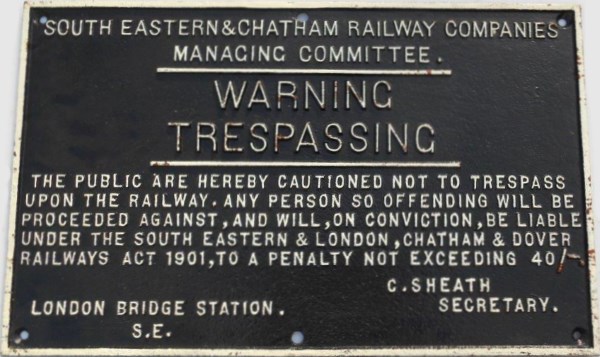 SOUTH EASTERN&CHATHAM RAILWAY COMPANIES
MANAGING COMMITTEE.
WARNING
TRESPASSING
THE PUBLIC ARE HEREBY CAUTIONED NOT TO TRESPASS
UPON THE RAILWAY. ANY PERSON SO OFFENDING WILL BE
PROCEEDED AGAINST, AND WILL, ON CONVICTION, BE LIABLE
UNDER THE SOUTH EASTERN & LONDON, CHATHAM & DOVER
RAILWAYS ACT 1901, TO A PENALTY NOT EXCEEDING 40/-
C. SHEATH
SECRETARY.
LONDON BRIDGE STATION.
S.E.